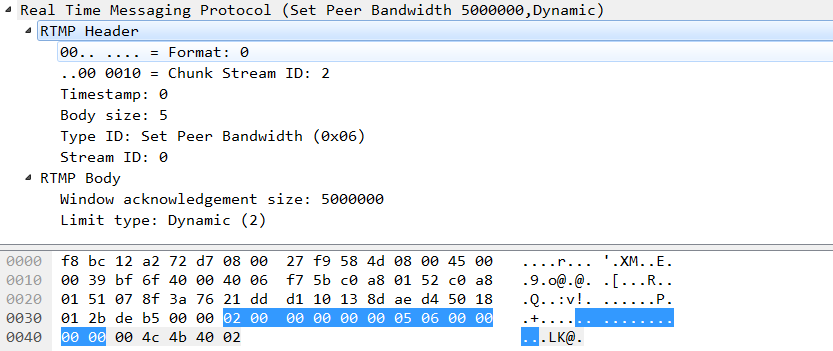 Real Time Messaging Protocol (Set Peer Bandwidth 5000000,Dynamic)
RTMP Header
00.. .... = Format: 0
..00 0010 = Chunk Stream ID: 2
Timestamp: 0
Body size: 5
Type ID: Set Peer Bandwidth (0x06)
Stream ID: 0
RTMP Body
Window acknowledgement size: 5000000
Limit type: Dynamic (2)
0000 f8 bc 12 a2 72 d7 08 00 27 f9 58 4d 08 00 45 00 ....r... '.XM..E.
0010 00 39 bf 6f 40 00 40 06 f7 5b c0 a8 01 52 c0 a8 .9.o@.@. .[...R..
0020 01 51 07 8f 3a 76 21 dd d1 10 13 8d ae d4 50 18 .Q..:v!. ......P.
0030 01 2b de b5 00 00 02 00 00 00 00 00 05 06 00 00 .+...... ........
0040 00 00 00 4c 4b 40 02 ...LK@.